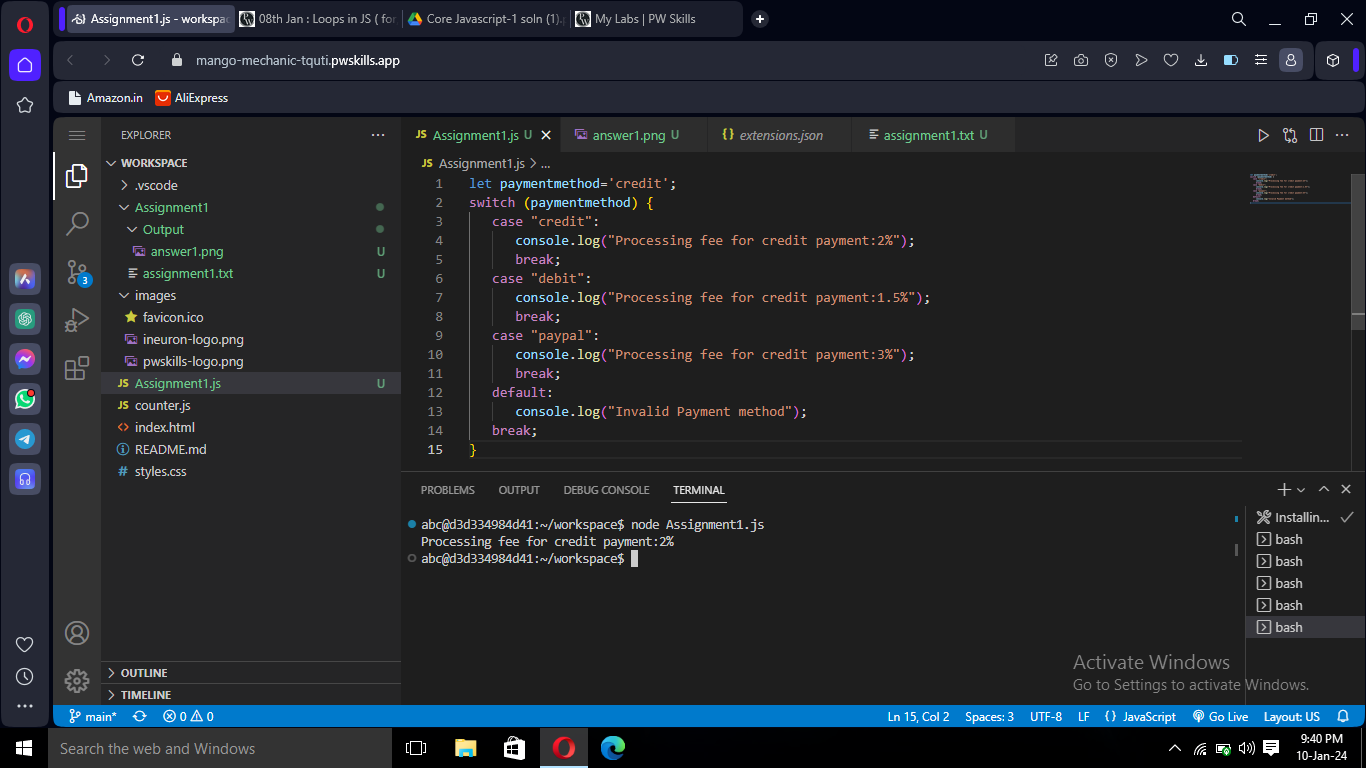 Assignment1.js - workspac
08th Jan : Loops in JS ( for
Core Javascript-1 soln (1).p
My Labs | PW Skills
mango-mechanic-tquti.pwskills.app
Amazon.in
AliExpress
EXPLORER
WORKSPACE
.vscode
Assignment1
Output
answer1.png U
assignment1.txt U
images
favicon.ico
ineuron-logo.png
pwskills-logo.png
JS Assignment1.js U
JS counter.js
<> index.html
README.md
# styles.css
OUTLINE
TIMELINE
3
JS Assignment1.js U
answer1.png U
{} extensions.json
assignment1.txt U
JS Assignment1.js > ...
1 let paymentmethod='credit';
2 switch (paymentmethod) {
3 case "credit":
4 console.log("Processing fee for credit payment:2%");
5 break;
6 case "debit":
7 console.log("Processing fee for credit payment:1.5%");
8 break;
9 case "paypal":
10 console.log("Processing fee for credit payment:3%");
11 break;
12 default:
13 console.log("Invalid Payment method");
14 break;
15 }
PROBLEMS OUTPUT DEBUG CONSOLE TERMINAL
abc@d3d334984d41:~/workspace$ node Assignment1.js
Processing fee for credit payment:2%
abc@d3d334984d41:~/workspace$
Installin...
bash
bash
bash
bash
bash
Activate Windows
Go to Settings to activate Windows.
main* 0 0
Ln 15, Col 2 Spaces: 3 UTF-8 LF {} JavaScript Go Live Layout: US
Search the web and Windows
9:40 PM
10-Jan-24